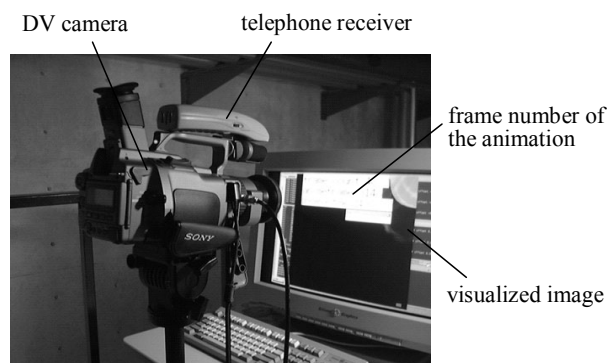 DV camera
telephone receiver
frame number of
the animation
SONY
visualized image